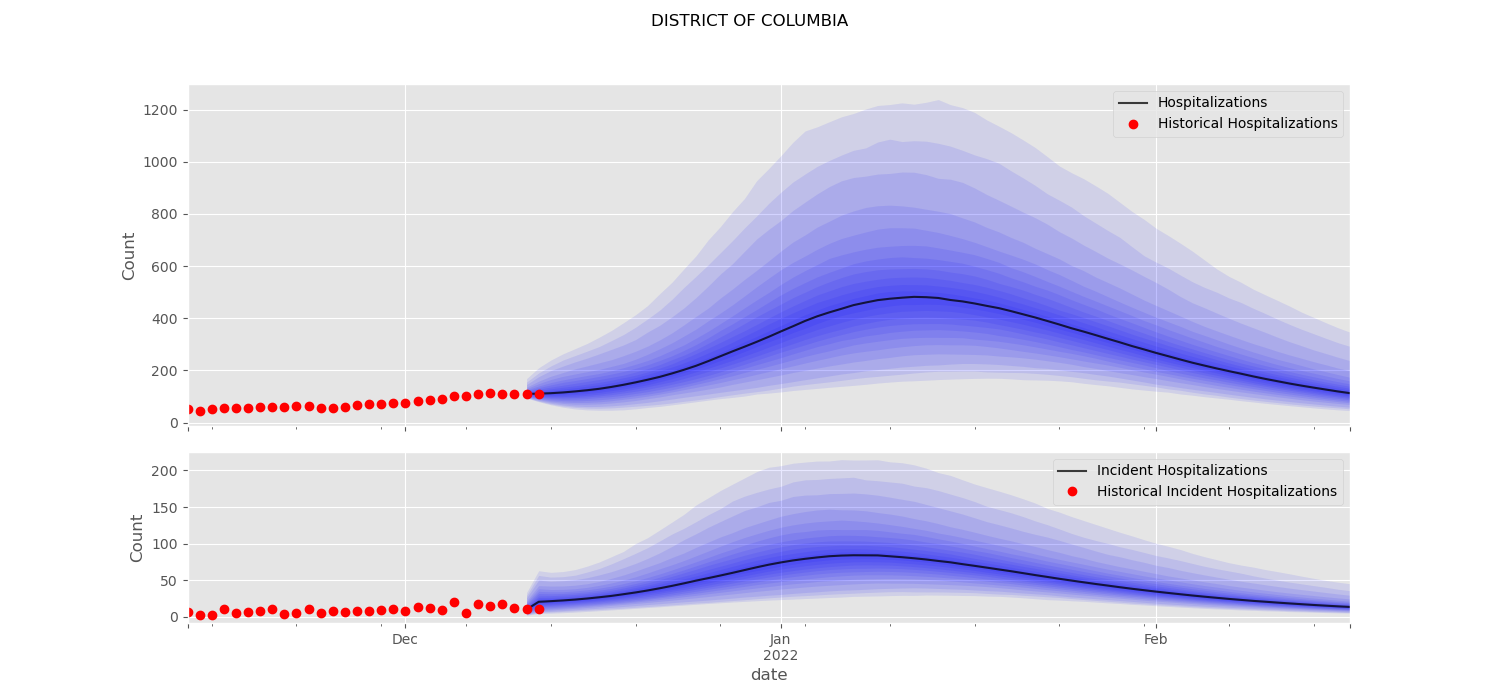 DISTRICT OF COLUMBIA
Hospitalizations
Historical Hospitalizations
1200
1000
800
600
400
200
0
Count
Incident Hospitalizations
Historical Incident Hospitalizations
200
150
100
50
0
Count
Dec
Jan
2022
Feb
date